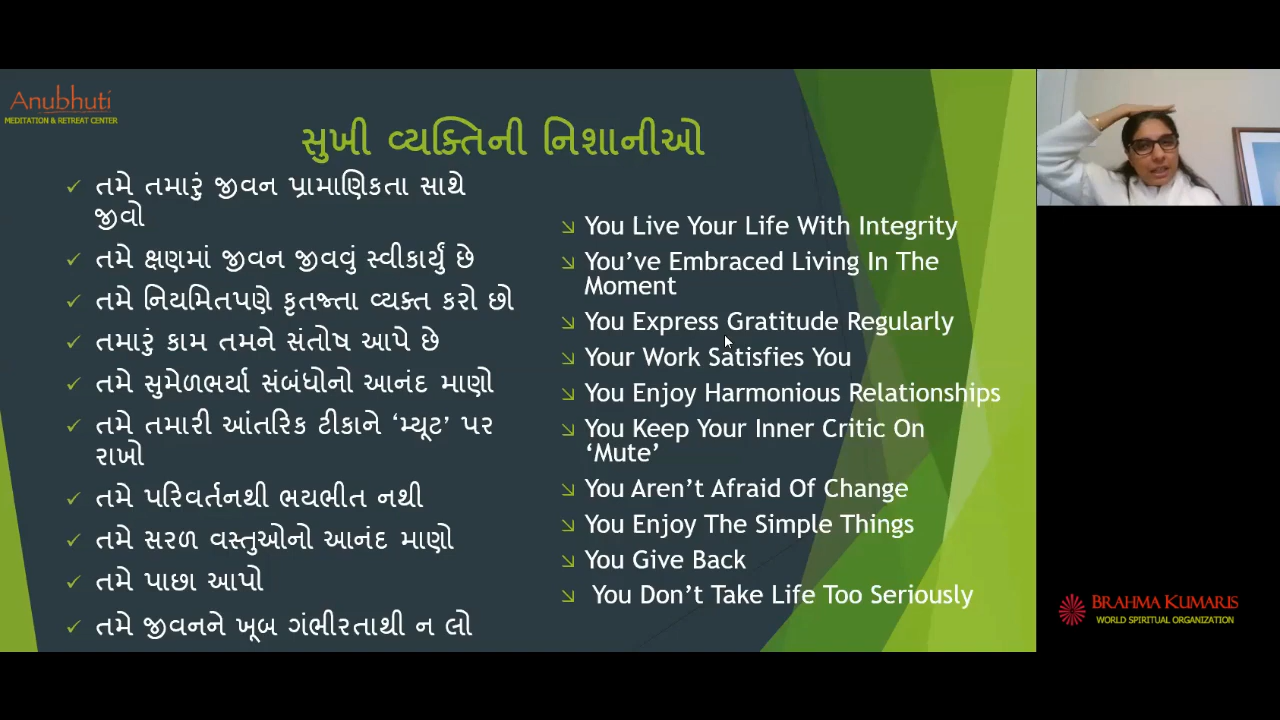 Anubhuti
MEDITATION & RETREAT CENTER
સુખી વ્યક્તિની નિશાનીઓ
તમે તમારું જીવન પ્રામાણિકતા સાથે
જીવો
તમે ક્ષણમાં જીવન જીવવું સ્વીકાર્યું છે
તમે નિયમિતપણે કૃતજ્તા વ્યક્ત કરો છો
તમારું કામ તમને સંતોષ આપે છે
તમે સુમેળભર્યા સંબંધોનો આનંદ માણો
તમે તમારી આંતરિક ટીકાને ‘મ્યૂટ’ પર
રાખો
તમે પરિવર્તનથી ભયભીત નથી
તમે સરળ વસ્તુઓનો આનંદ માણો
તમે પાછા આપો
તમે જીવનને ખૂબ ગંભીરતાથી ન લો
You Live Your Life With Integrity
You’ve Embraced Living In The
Moment
You Express Gratitude Regularly
Your Work Satisfies You
You Enjoy Harmonious Relationships
You Keep Your Inner Critic On
‘Mute’
You Aren’t Afraid Of Change
You Enjoy The Simple Things
You Give Back
You Don’t Take Life Too Seriously
BRAHMA KUMARIS
WORLD SPIRITUAL ORGANIZATION